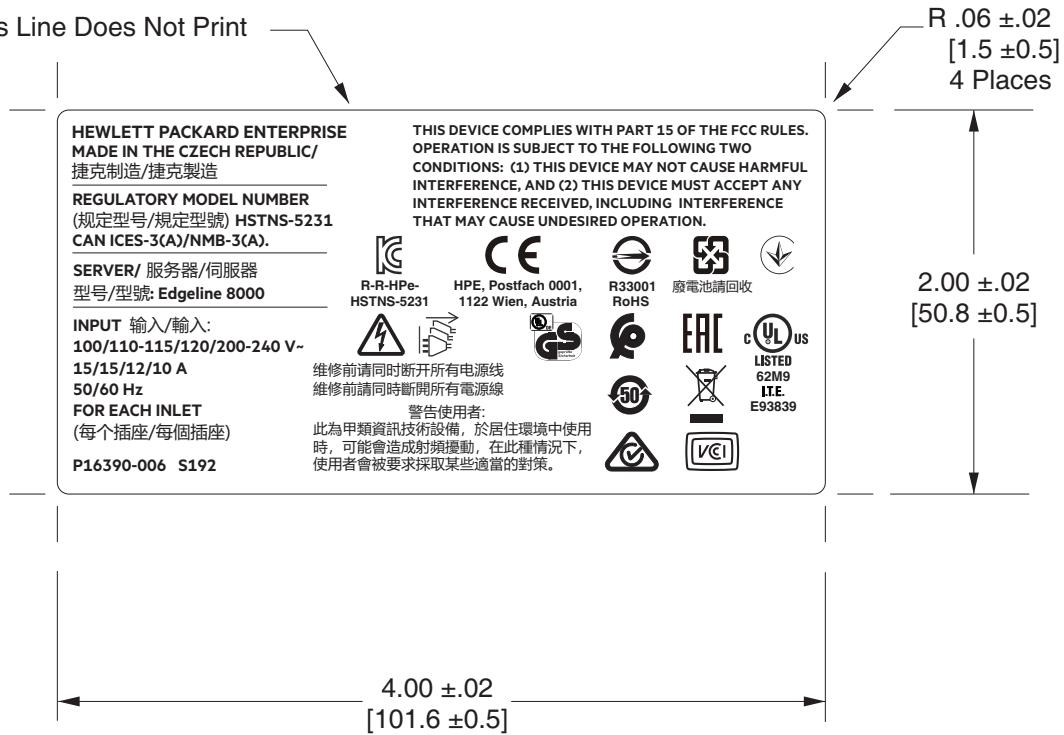 s Line Does Not Print
R .06 ±.02
[1.5 ±0.5]
4 Places
HEWLETT PACKARD ENTERPRISE
MADE IN THE CZECH REPUBLIC/
捷克制造/捷克製造
REGULATORY MODEL NUMBER
(规定型号/規定型號) HSTNS-5231
CAN ICES-3(A)/NMB-3(A).
SERVER/ 服务器/伺服器
型号/型號: Edgeline 8000
INPUT 输入/輸入:
100/110-115/120/200-240 V~
15/15/12/10 A
50/60 Hz
FOR EACH INLET
(每个插座/每個插座)
P16390-006 S192
THIS DEVICE COMPLIES WITH PART 15 OF THE FCC RULES.
OPERATION IS SUBJECT TO THE FOLLOWING TWO
CONDITIONS: (1) THIS DEVICE MAY NOT CAUSE HARMFUL
INTERFERENCE, AND (2) THIS DEVICE MUST ACCEPT ANY
INTERFERENCE RECEIVED, INCLUDING INTERFERENCE
THAT MAY CAUSE UNDESIRED OPERATION.
R-R-HPe-
HSTNS-5231
CE
HPE, Postfach 0001,
1122 Wien, Austria
R33001
RoHS
廢電池請回收
维修前请同时断开所有电源线
維修前請同時斷開所有電源線
GS
EAC
C UL US
LISTED
62M9
I.T.E.
E93839
50
警告使用者:
此為甲類資訊技術設備，於居住環境中使用
時，可能會造成射頻擾動，在此種情況下，
使用者會被要求採取某些適當的對策。
VCI
2.00 ±.02
[50.8 ±0.5]
4.00 ±.02
[101.6 ±0.5]